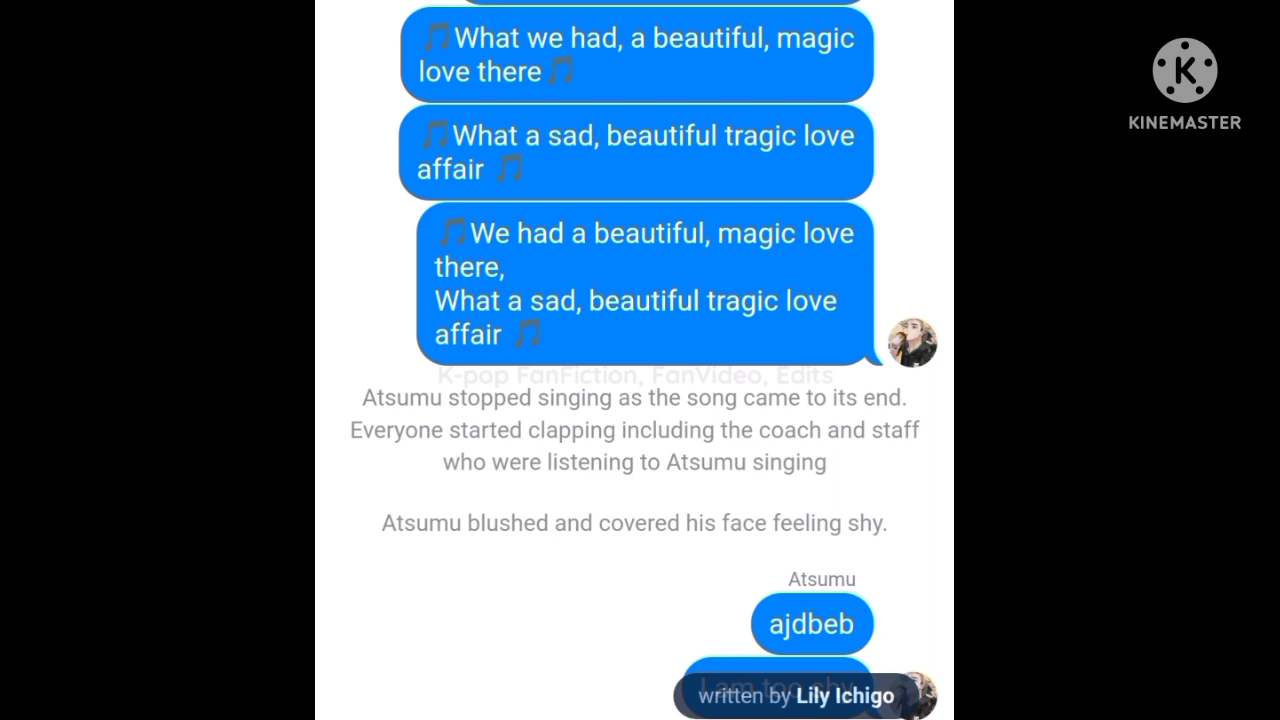 🎵What we had, a beautiful, magic
love there🎵
🎵What a sad, beautiful tragic love
affair 🎵
🎵We had a beautiful, magic love
there,
What a sad, beautiful tragic love
affair 🎵
K-pop FanFiction, FanVideo, Edits
Atsumu stopped singing as the song came to its end.
Everyone started clapping including the coach and staff
who were listening to Atsumu singing
Atsumu blushed and covered his face feeling shy.
Atsumu
ajdbeb
I am too shy
written by Lily Ichigo
KINEMASTER